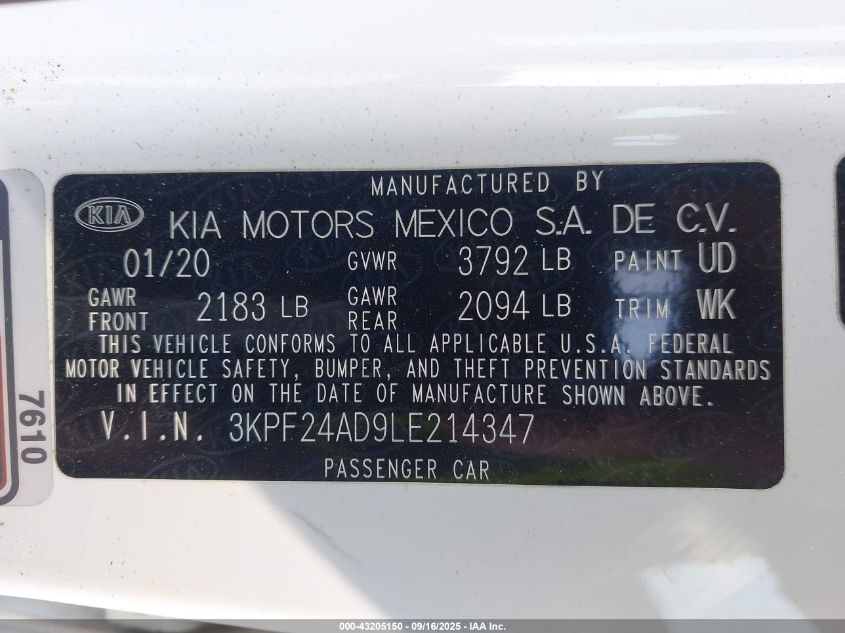 MANUFACTURED BY
KIA KIA MOTORS MEXICO S.A. DE C.V.
01/20 GVWR 3792 LB PAINT UD
GAWR FRONT 2183 LB GAWR REAR 2094 LB TRIM WK
THIS VEHICLE CONFORMS TO ALL APPLICABLE U.S.A. FEDERAL
MOTOR VEHICLE SAFETY, BUMPER, AND THEFT PREVENTION STANDARDS
IN EFFECT ON THE DATE OF MANUFACTURE SHOWN ABOVE.
V.I.N. 3KPF24AD9LE214347
PASSENGER CAR
7610
000-43205150 - 09/16/2025 - IAA Inc.